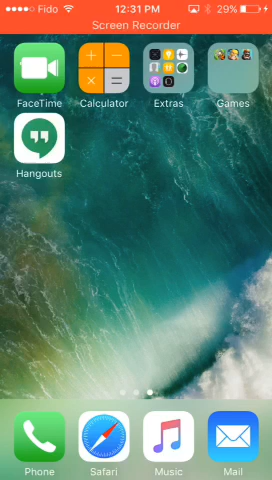 Fido 12:31 PM 29%
Screen Recorder
FaceTime Calculator Extras Games
Hangouts
Phone Safari Music Mail